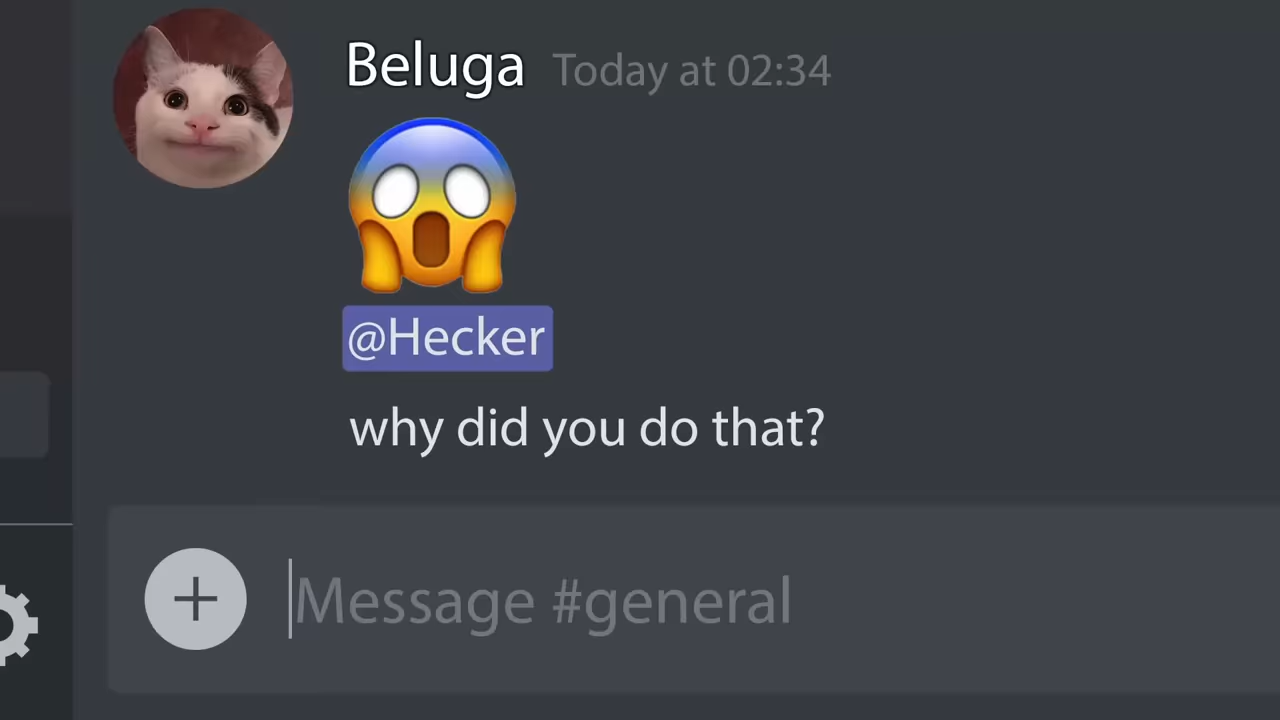 Beluga Today at 02:34
😱
@Hecker
why did you do that?
Message #general